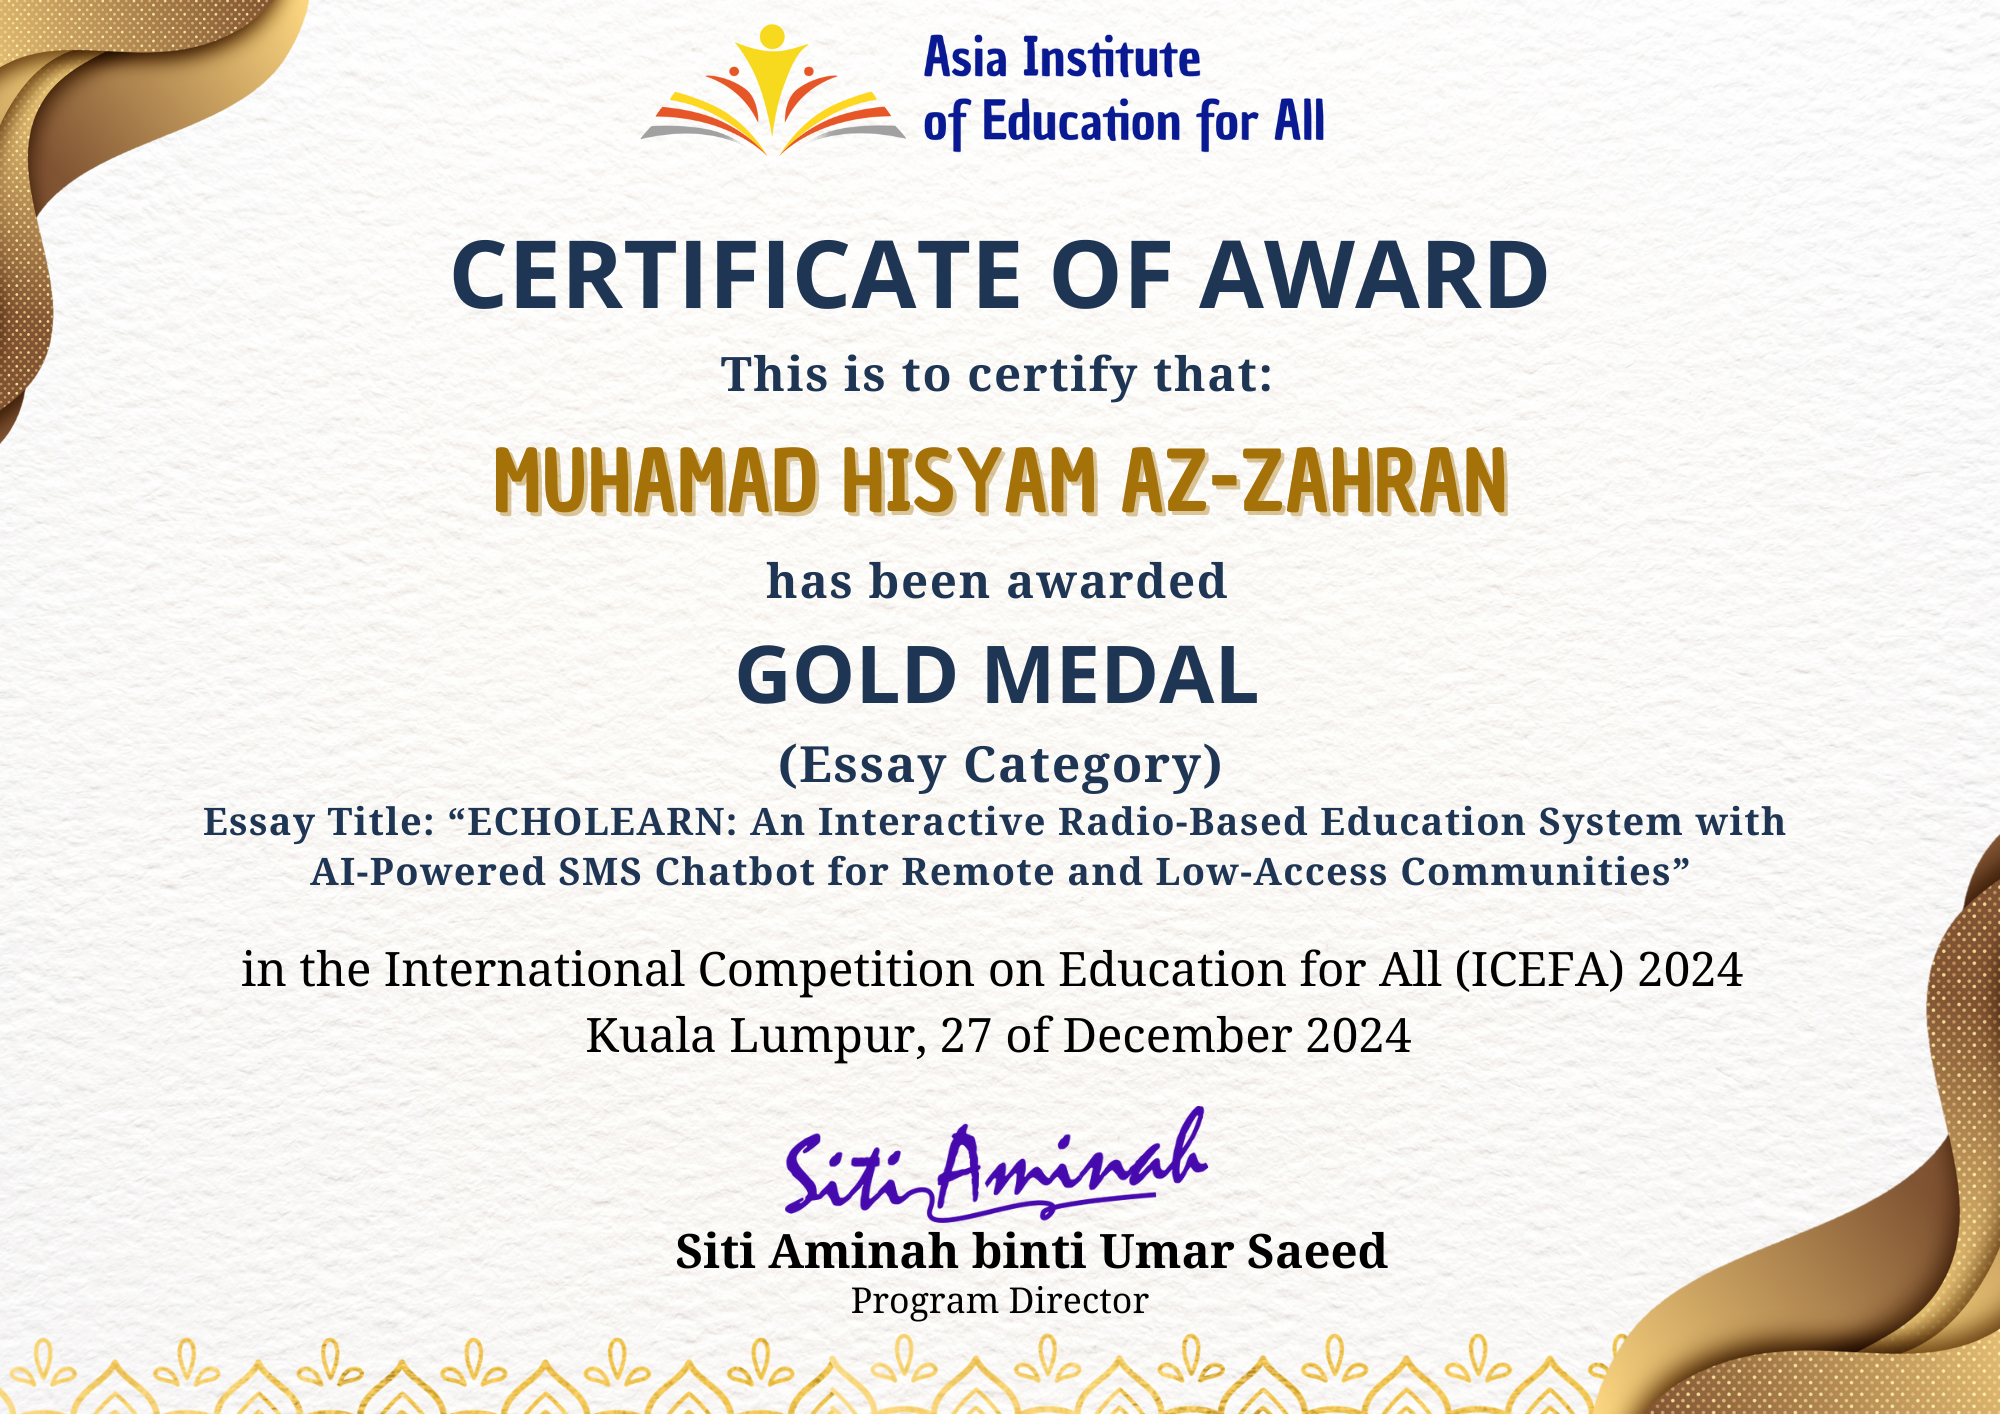 Asia Institute
of Education for All
CERTIFICATE OF AWARD
This is to certify that:
MUHAMAD HISYAM AZ-ZAHRAN
has been awarded
GOLD MEDAL
(Essay Category)
Essay Title: “ECHOLEARN: An Interactive Radio-Based Education System with
AI-Powered SMS Chatbot for Remote and Low-Access Communities”
in the International Competition on Education for All (ICEFA) 2024
Kuala Lumpur, 27 of December 2024
Siti Aminah
Siti Aminah binti Umar Saeed
Program Director